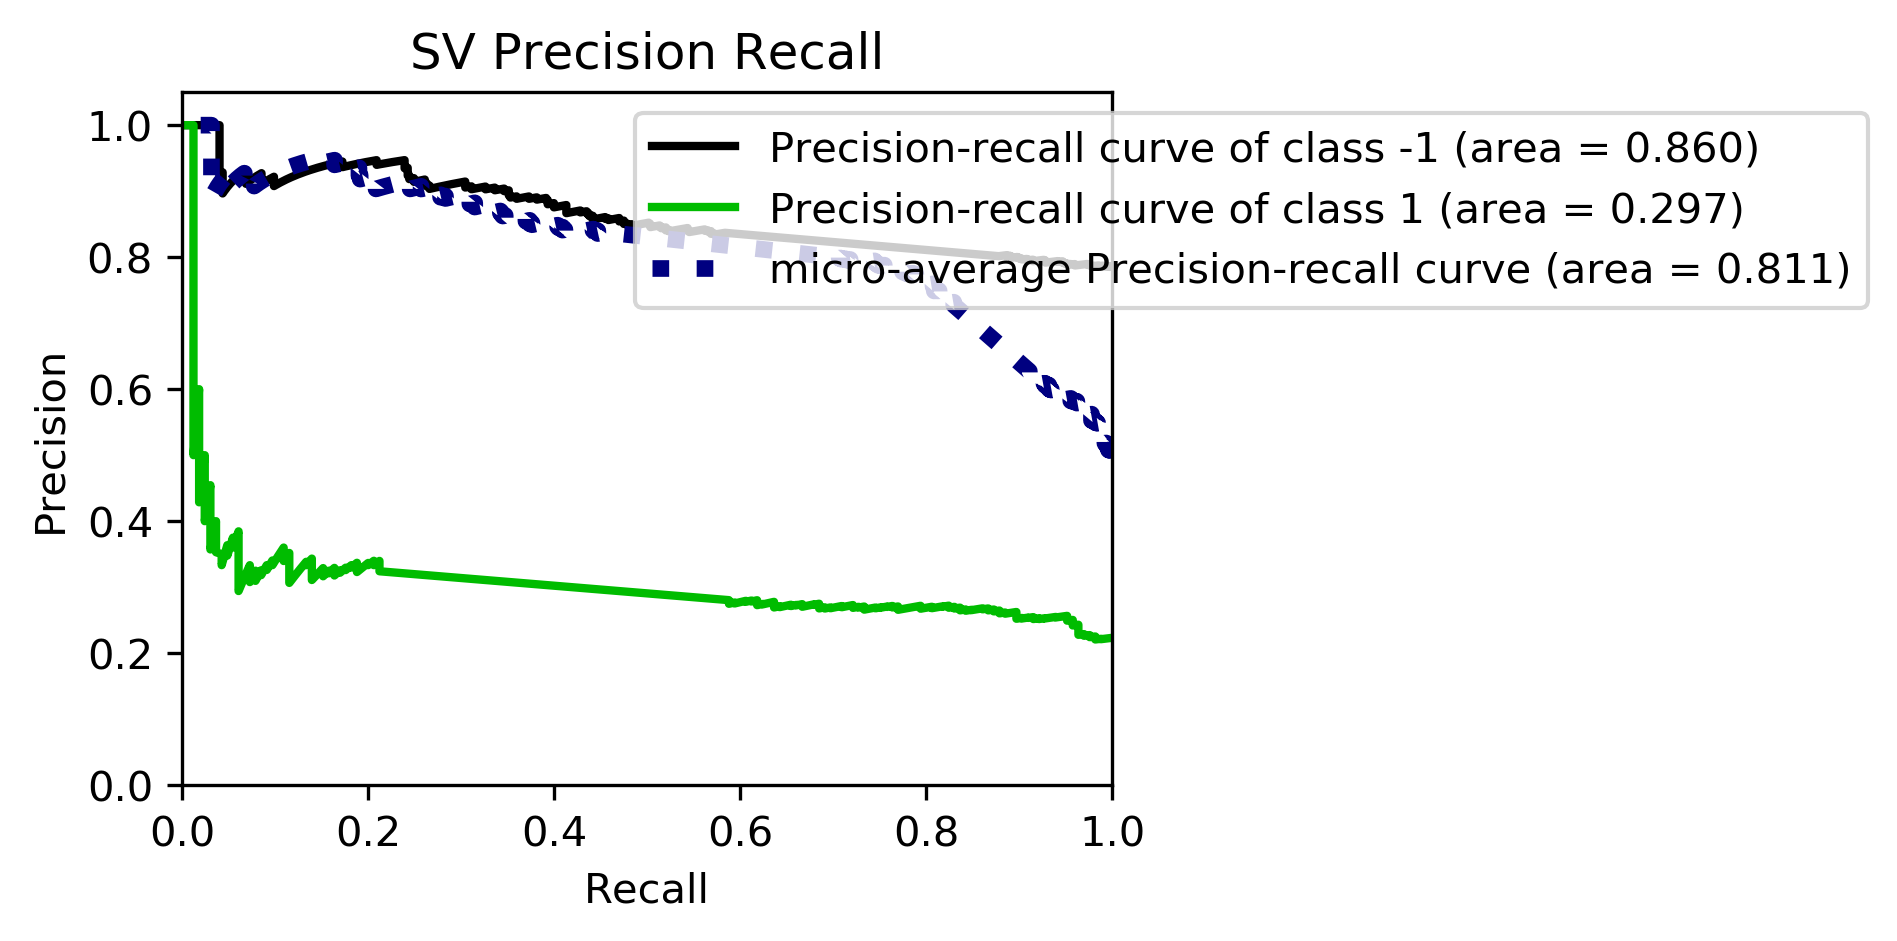 SV Precision Recall
1.0
0.8
0.6
0.4
0.2
0.0
Precision
Precision-recall curve of class -1 (area = 0.860)
Precision-recall curve of class 1 (area = 0.297)
micro-average Precision-recall curve (area = 0.811)
0.0 0.2 0.4 0.6 0.8 1.0
Recall